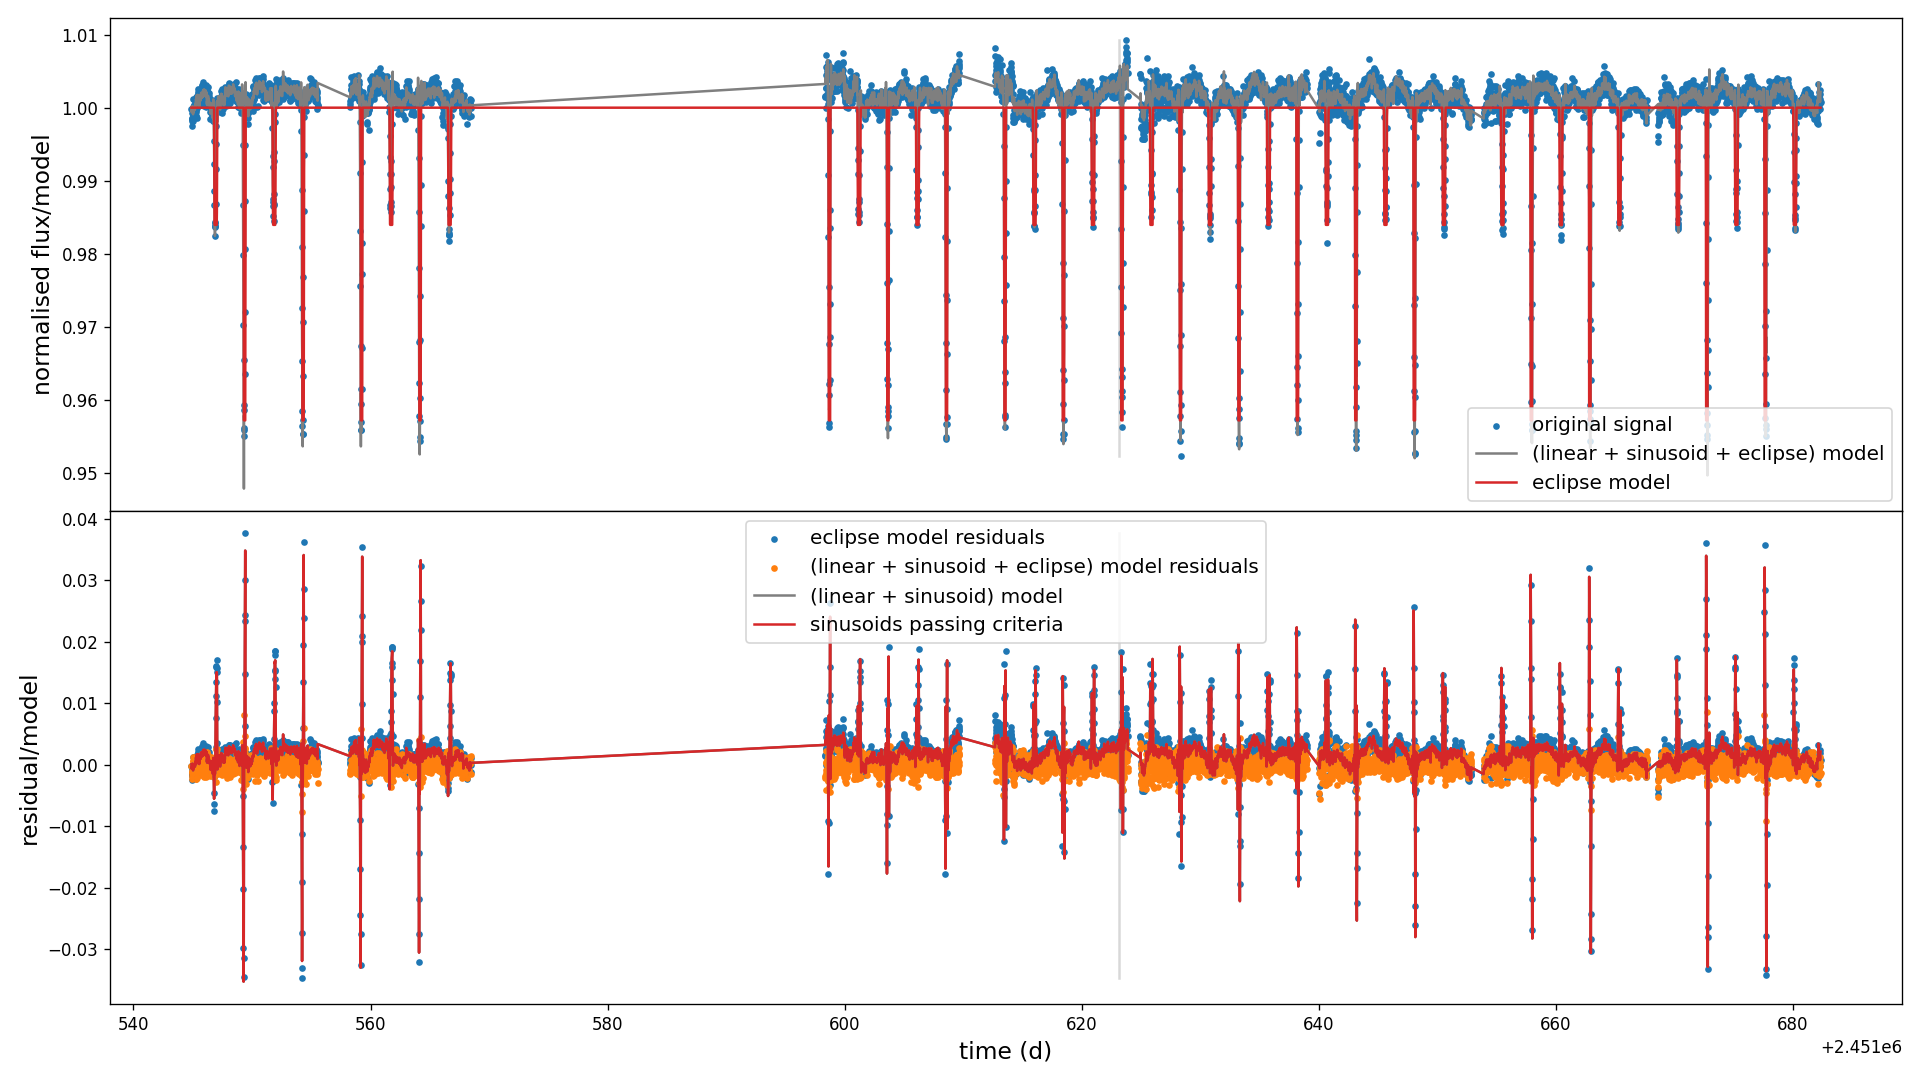 1.01
1.00
0.99
0.98
0.97
0.96
0.95
normalised flux/model
original signal
(linear + sinusoid + eclipse) model
eclipse model
0.04
0.03
0.02
0.01
0.00
−0.01
−0.02
−0.03
residual/model
eclipse model residuals
(linear + sinusoid + eclipse) model residuals
(linear + sinusoid) model
sinusoids passing criteria
540
560
580
600
620
640
660
680
time (d)
+2.451e6